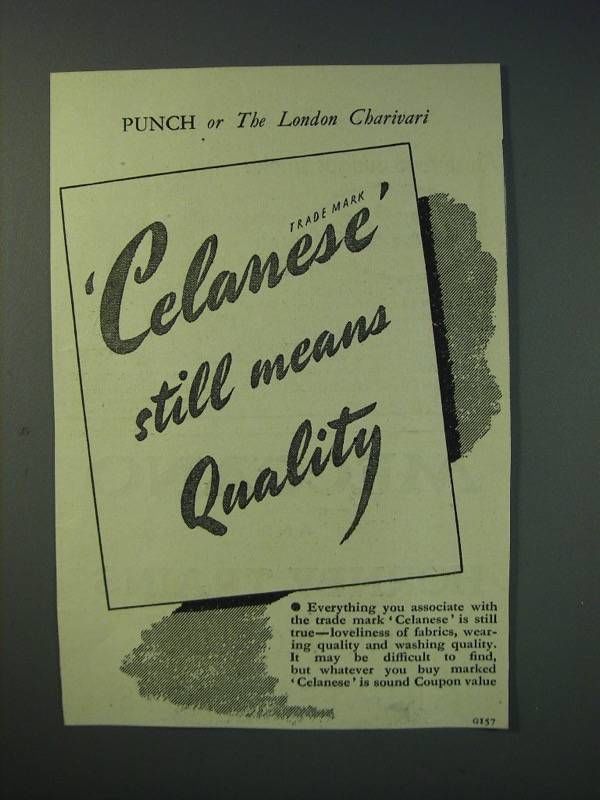 PUNCH or The London Charivari
TRADE MARK
'Celanese'
still means
Quality
● Everything you associate with
the trade mark 'Celanese' is still
true—loveliness of fabrics, wear-
ing quality and washing quality.
It may be difficult to find,
but whatever you buy marked
'Celanese' is sound Coupon value
G157